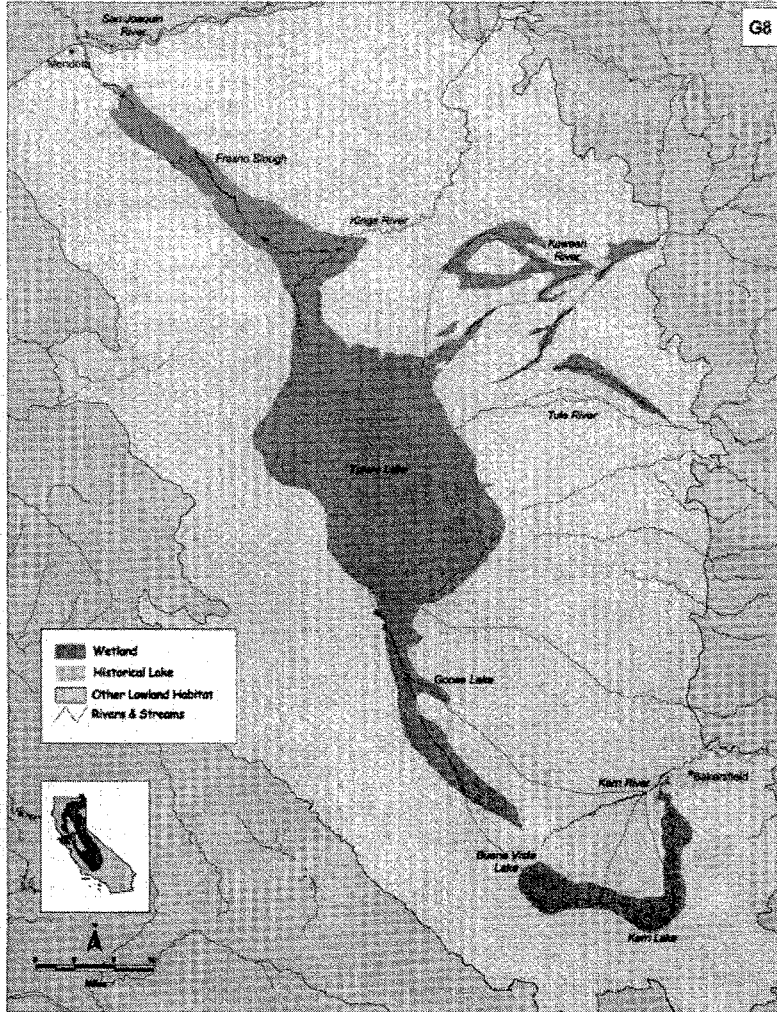 G8
San Joaquin
River
Mendota
Fresno Slough
Kings River
Kaweah
River
Tule River
Tulare Lake
Wetland
Historical Lake
Other Lowland Habitat
Rivers & Streams
Goose Lake
Kern River
Bakersfield
Buena Vista
Lake
Kern Lake
Miles